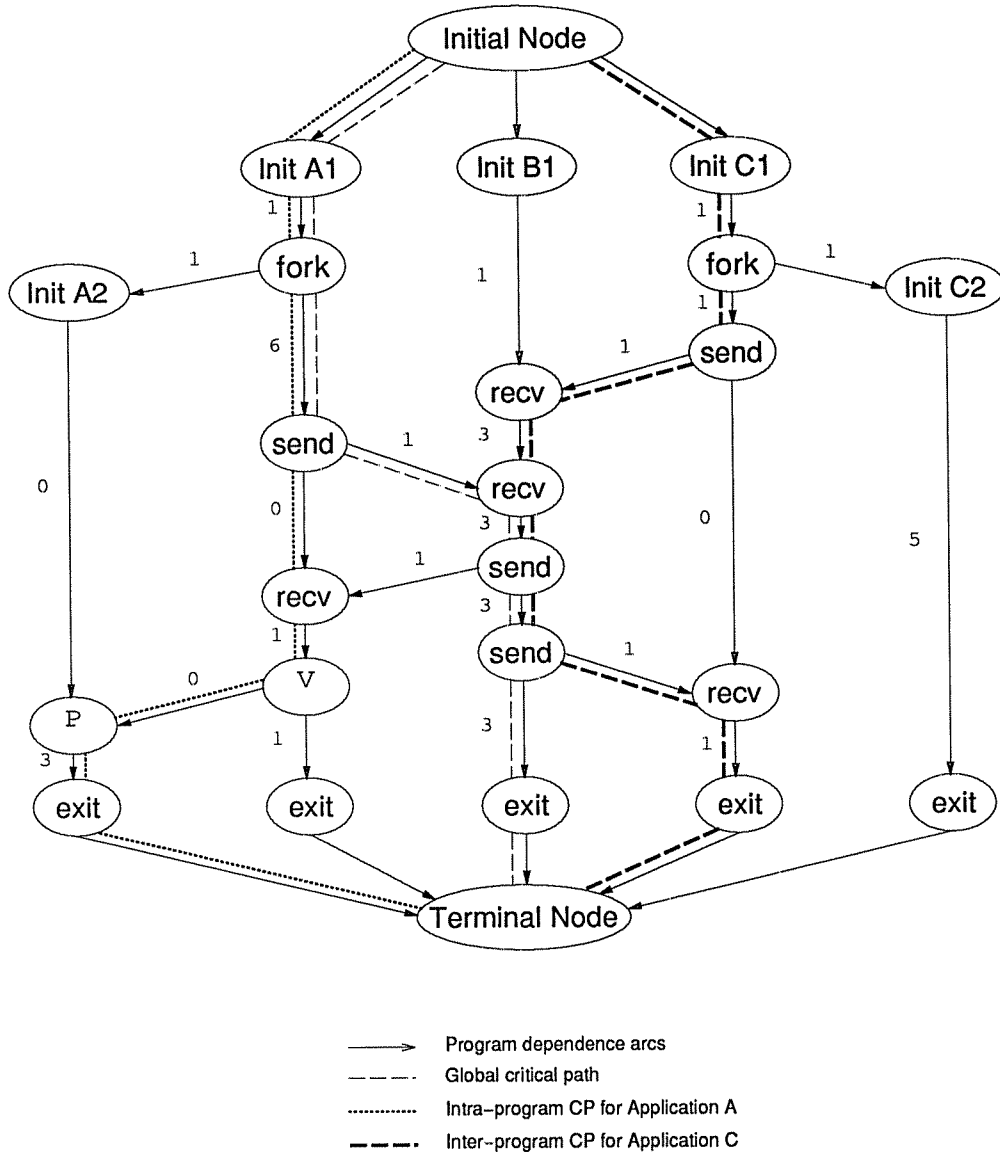 Initial Node
Init A1
Init B1
Init C1
1
1
fork
fork
1
1
1
Init A2
Init C2
1
6
1
send
recv
3
send
1
recv
0
0
3
0
5
1
send
recv
3
1
send
1
V
0
recv
P
3
1
3
1
exit
exit
exit
exit
exit
Terminal Node
Program dependence arcs
Global critical path
Intra-program CP for Application A
Inter-program CP for Application C